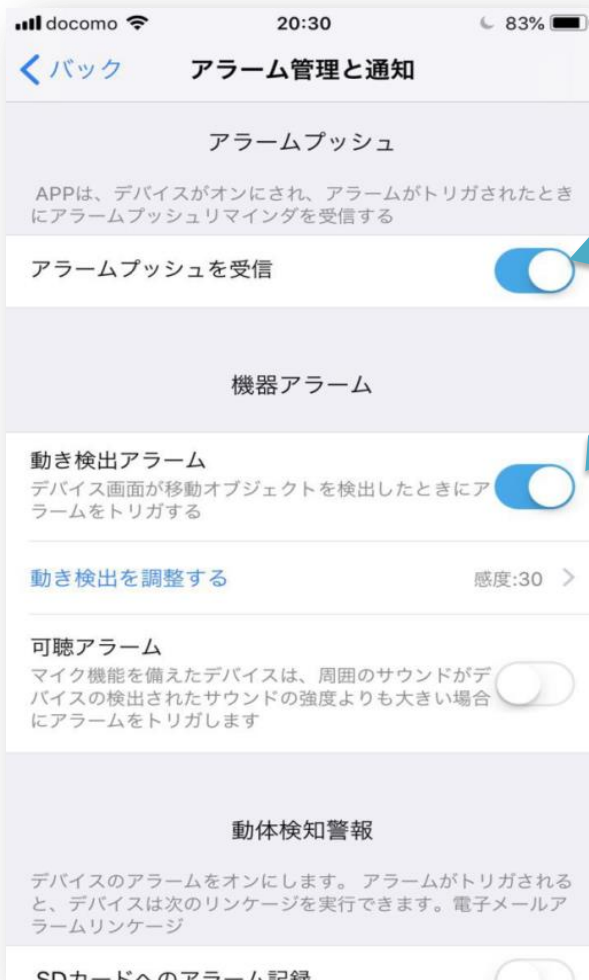 docomo 20:30 83%
バック アラーム管理と通知
アラームプッシュ
APPは、デバイスがオンにされ、アラームがトリガされたとき
にアラームプッシュリマインダを受信する
アラームプッシュを受信
機器アラーム
動き検出アラーム
デバイス画面が移動オブジェクトを検出したときにア
ラームをトリガする
動き検出を調整する 感度:30
可聴アラーム
マイク機能を備えたデバイスは、周囲のサウンドがデ
バイスの検出されたサウンドの強度よりも大きい場合
にアラームをトリガします
動体検知警報
デバイスのアラームをオンにします。 アラームがトリガされる
と、デバイスは次のリンケージを実行できます。電子メールア
ラームリンケージ
SDカードへのアラーム記録